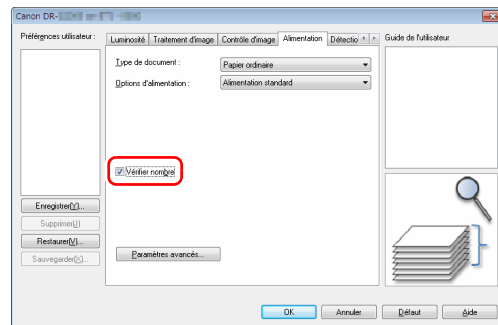 Canon DR-
Préférences utilisateur :
Luminosité Traitement d'image Contrôle d'image Alimentation Détectio
Guide de l'utilisateur
Type de document :
Papier ordinaire
Options d'alimentation :
Alimentation standard
Vérifier nombre
Enregistrer(Y)...
Supprimer(J)
Restaurer(V)...
Sauvegarder(X)...
Paramètres avancés...
OK Annuler Défaut Aide